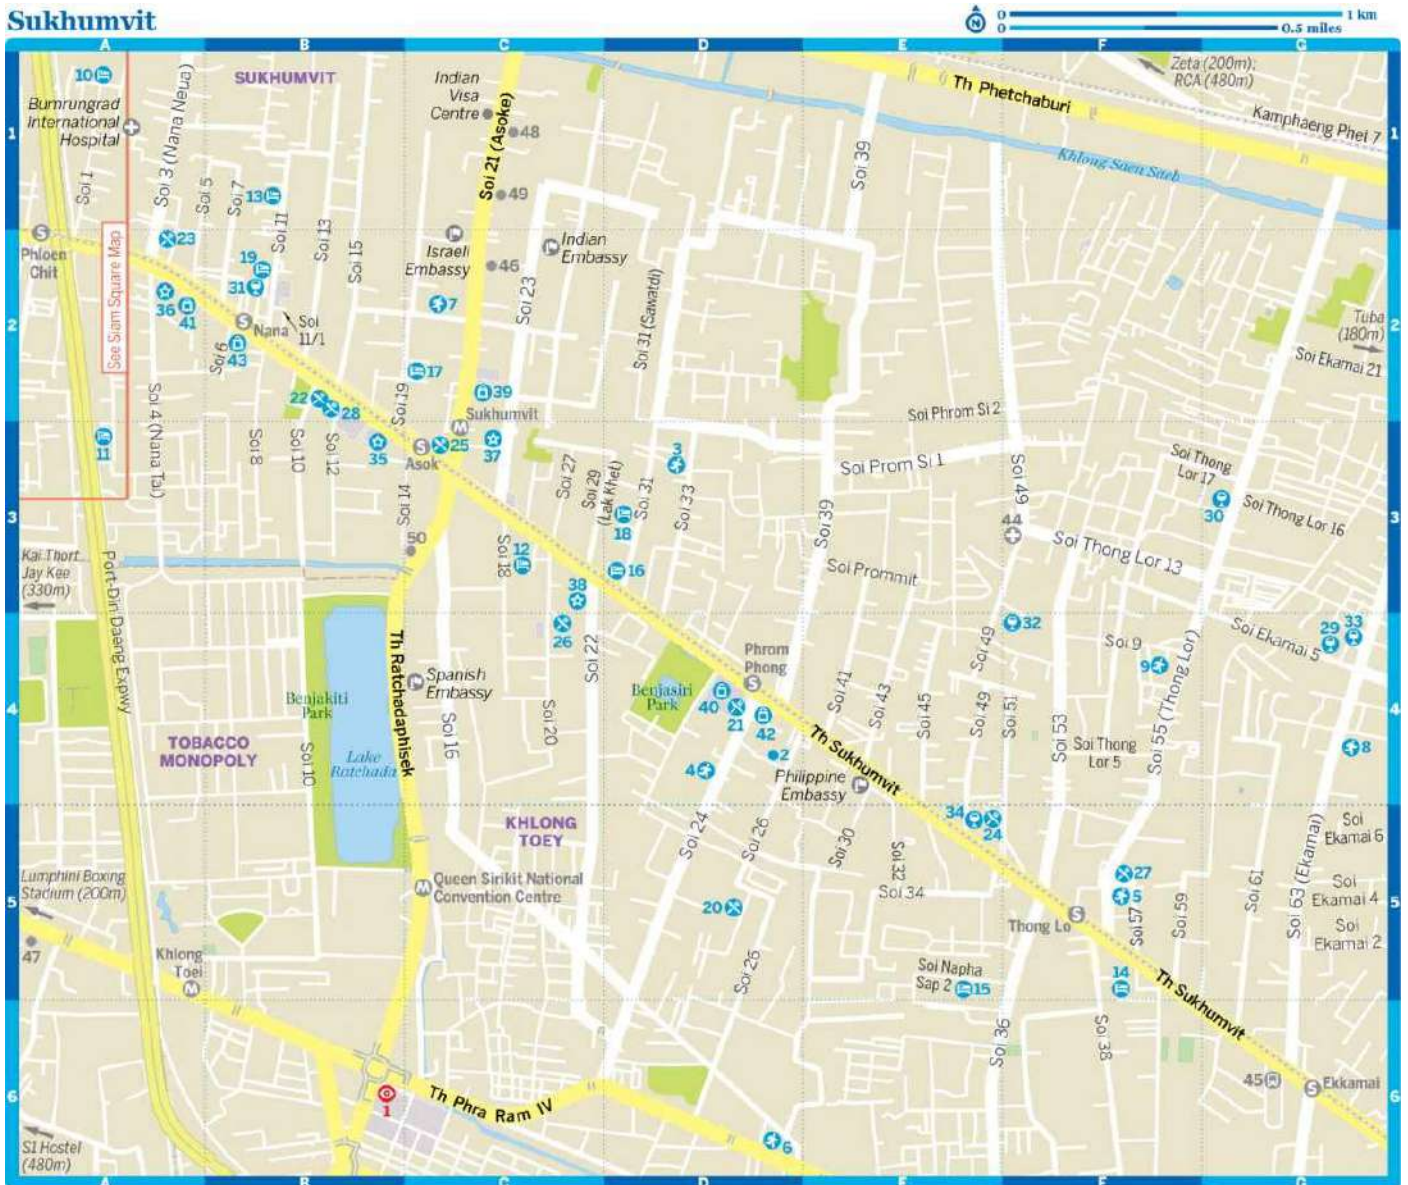 Sukhumvit
0 1 km
0 0.5 miles
N
A B C D E F G
1
2
3
4
5
6
1
2
3
4
5
6
A B C D E F G
10
SUKHUMVIT
Bumrungrad
International
Hospital
Soi 1
Soi 3 (Nana Neua)
Soi 5
Soi 7
13
Soi 11
Soi 13
Soi 15
Indian
Visa
Centre
48
49
Soi 21 (Asoke)
Soi 39
Th Phetchaburi
Zeta (200m);
RCA (480m)
Kamphaeng Phet 7
Khlong Saen Saeb
S
Phloen
Chit
See Siam Square Map
23
19
31
36
41
Nana
43
Soi 6
Soi
11/1
Israeli
Embassy
46
Indian
Embassy
7
Soi 23
Soi 31 (Sawatdi)
17
39
22
28
Soi 19
Sukhumvit
M
Tuba
(180m)
Soi Ekamai 21
Soi Phrom Si 2
11
Soi 4 (Nana Tai)
Soi 8
Soi 10
Soi 12
35
Asok
25
37
Soi 14
50
Soi 27
Soi 29
(Lak Khet)
Soi 31
18
3
Soi 33
Soi Prom Si 1
Soi 39
Soi 49
44
Soi Thong
Lor 17
30
Soi Thong Lor 16
Soi Thong Lor 13
Soi Prommit
Kai Thort
Jay Kee
(330m)
Port-Din Daeng Expwy
Soi 18
12
16
38
26
Soi 22
32
Soi 49
Soi 9
9
Soi Ekamai 5
29
33
Benjakiti
Park
Lake
Ratchada
Th Ratchadaphisek
Spanish
Embassy
Soi 16
Soi 20
TOBACCO
MONOPOLY
Soi 10
Benjasiri
Park
Phrom
Phong
S
40
21
42
2
4
Soi 41
Soi 43
Soi 45
Soi 49
Soi 51
Soi 53
Soi 55 (Thong Lor)
Soi Thong
Lor 5
8
Th Sukhumvit
Philippine
Embassy
KHLONG
TOEY
34
24
Soi 24
Soi 26
Soi 30
Soi 32
Soi 34
Soi
Ekamai 6
Soi
Ekamai 4
Soi
Ekamai 2
Lumphini Boxing
Stadium (200m)
M
Queen Sirikit National
Convention Centre
20
27
5
Soi 57
Soi 59
Soi 61
Soi 63 (Ekamai)
Thong Lo
S
47
Khlong
Toei
M
Soi 26
Soi Napha
Sap 2
15
14
Th Sukhumvit
Soi 36
Soi 38
45
S
Ekkamai
1
Th Phra Ram IV
6
S1 Hostel
(480m)